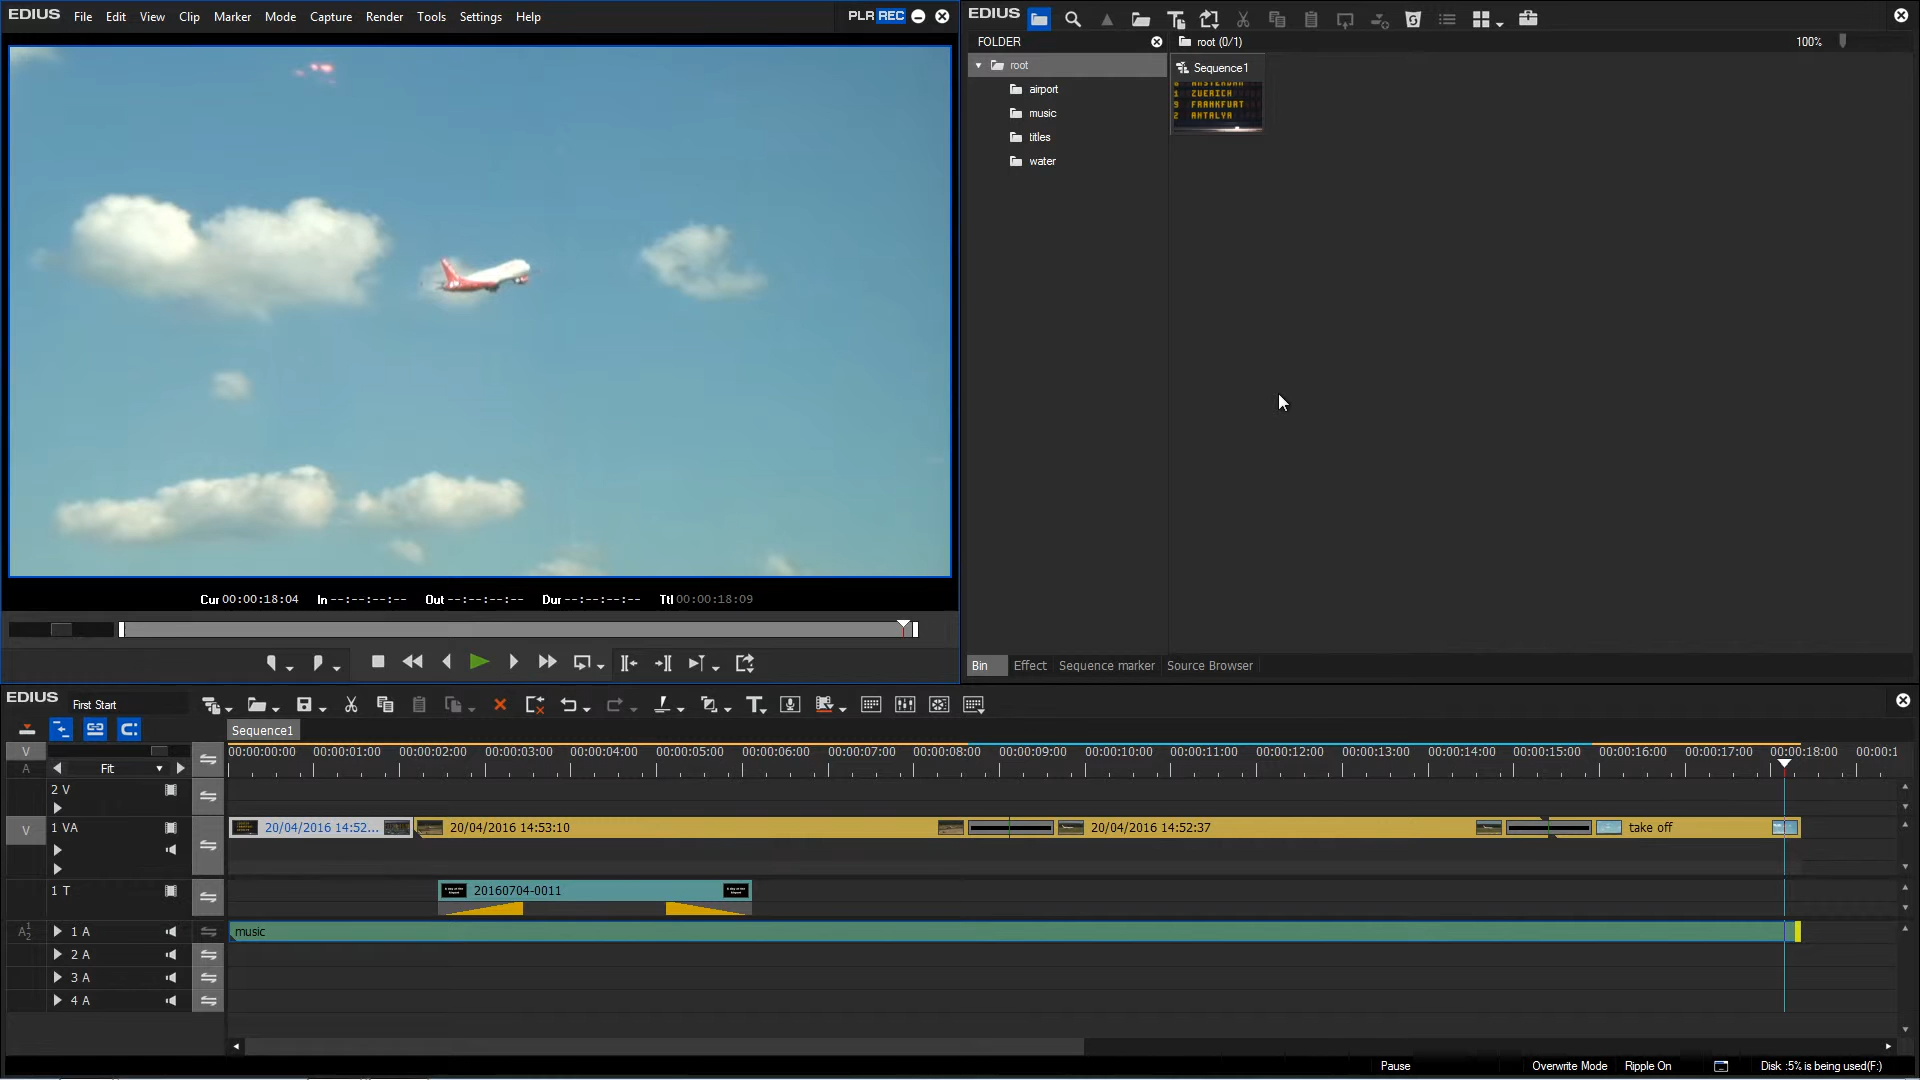 EDIUS File Edit View Clip Marker Mode Capture Render Tools Settings Help PLR REC
EDIUS
FOLDER
root (0/1)
100%
root
airport
music
titles
water
Sequence1
ZUERICH
FRANKFURT
ANTALYA
Cur 00:00:18:04 In --:--:--:-- Out --:--:--:-- Dur --:--:--:-- Ttl 00:00:18:09
Bin Effect Sequence marker Source Browser
EDIUS First Start
Sequence1
V
A
Fit
00:00:00:00 00:00:01:00 00:00:02:00 00:00:03:00 00:00:04:00 00:00:05:00 00:00:06:00 00:00:07:00 00:00:08:00 00:00:09:00 00:00:10:00 00:00:11:00 00:00:12:00 00:00:13:00 00:00:14:00 00:00:15:00 00:00:16:00 00:00:17:00 00:00:18:00 00:00:1
2 V
V 1 VA 20/04/2016 14:52... 20/04/2016 14:53:10 20/04/2016 14:52:37 take off
1 T 20160704-0011
A 1 2 1 A music
2 A
3 A
4 A
Pause Overwrite Mode Ripple On Disk :5% is being used(F:)